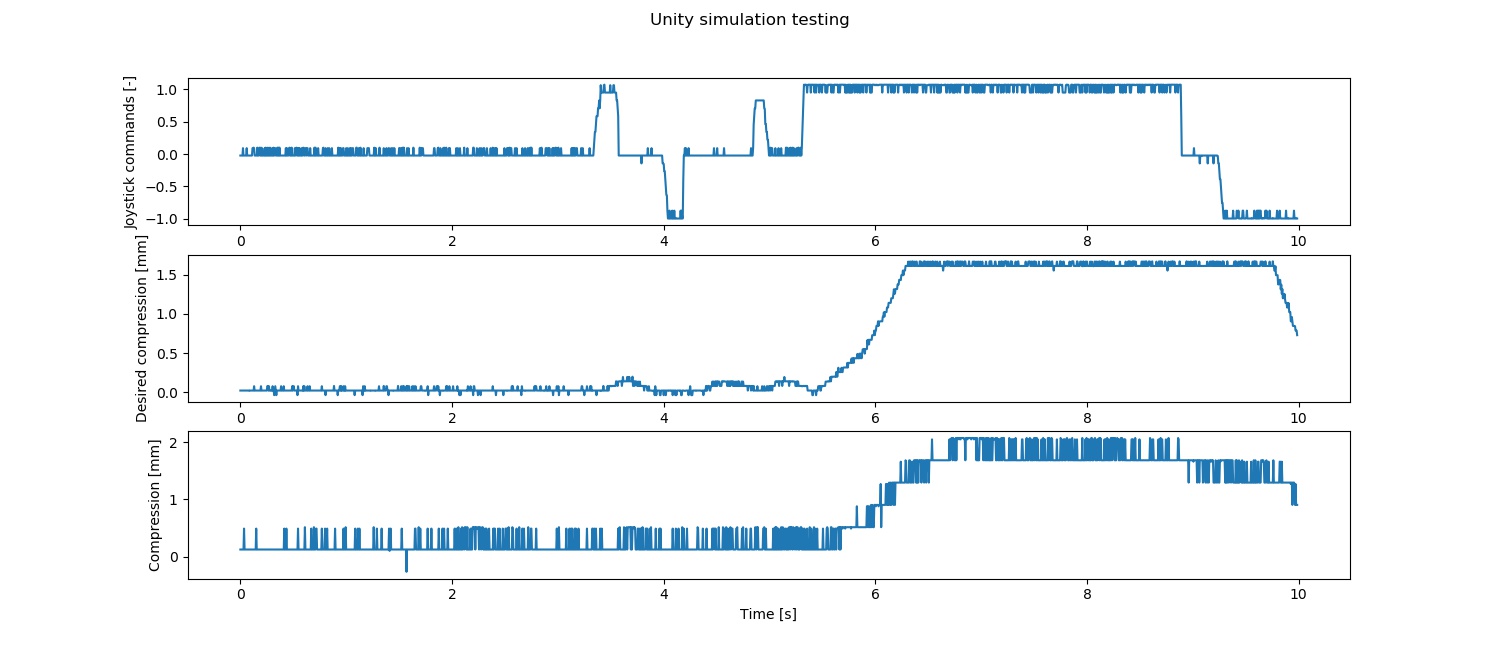 Unity simulation testing
Joystick commands [-]
1.0
0.5
0.0
−0.5
−1.0
0 2 4 6 8 10
Desired compression [mm]
1.5
1.0
0.5
0.0
0 2 4 6 8 10
Compression [mm]
2
1
0
0 2 4 6 8 10
Time [s]